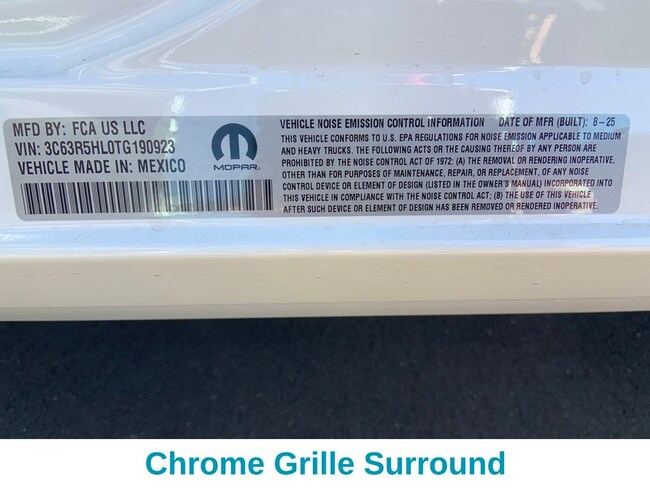 MFD BY: FCA US LLC
VIN: 3C63R5HL0TG190923
VEHICLE MADE IN: MEXICO
MOPAR®
VEHICLE NOISE EMISSION CONTROL INFORMATION DATE OF MFR (BUILT): 8-25
THIS VEHICLE CONFORMS TO U.S. EPA REGULATIONS FOR NOISE EMISSION APPLICABLE TO MEDIUM
AND HEAVY TRUCKS. THE FOLLOWING ACTS OR THE CAUSING THEREOF BY ANY PERSON ARE
PROHIBITED BY THE NOISE CONTROL ACT OF 1972: (A) THE REMOVAL OR RENDERING INOPERATIVE,
OTHER THAN FOR PURPOSES OF MAINTENANCE, REPAIR, OR REPLACEMENT, OF ANY NOISE
CONTROL DEVICE OR ELEMENT OF DESIGN (LISTED IN THE OWNER'S MANUAL) INCORPORATED INTO
THIS VEHICLE IN COMPLIANCE WITH THE NOISE CONTROL ACT; (B) THE USE OF THIS VEHICLE
AFTER SUCH DEVICE OR ELEMENT OF DESIGN HAS BEEN REMOVED OR RENDERED INOPERATIVE.
Chrome Grille Surround